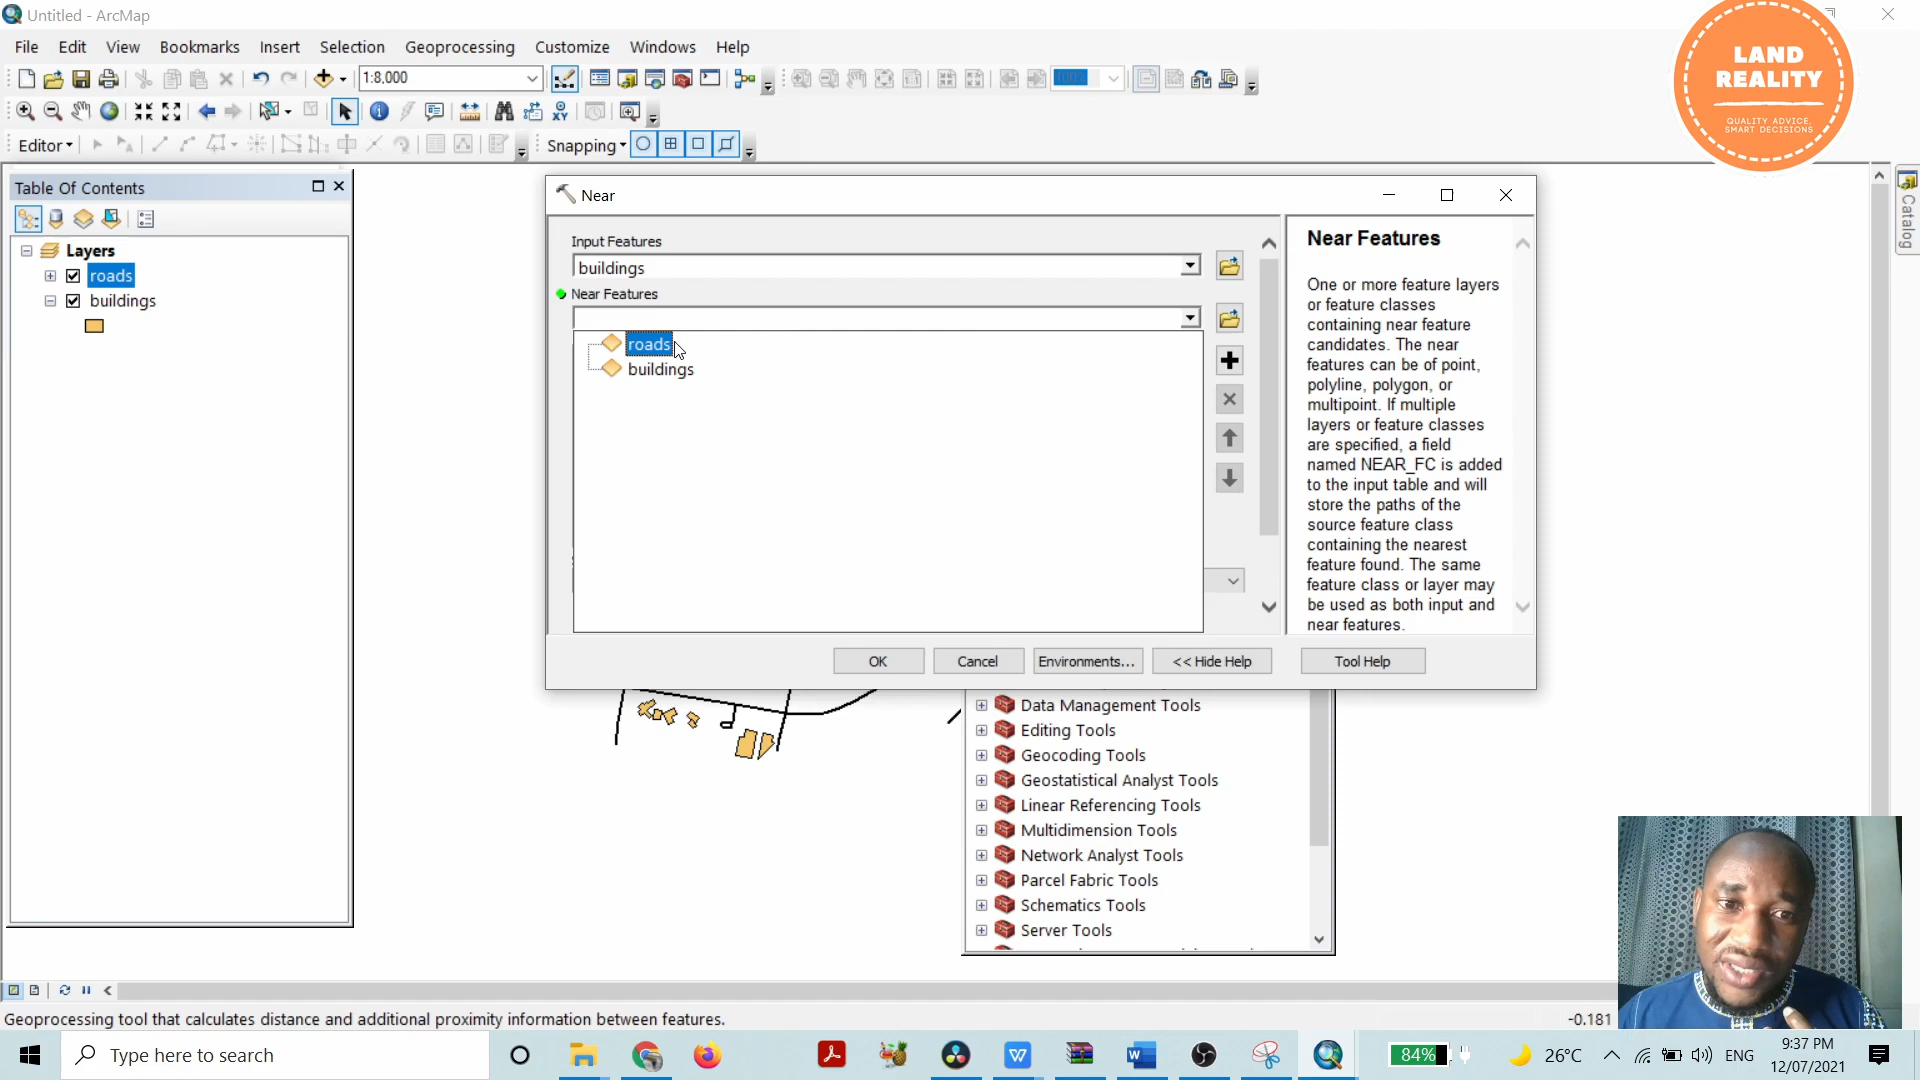 Untitled - ArcMap
File Edit View Bookmarks Insert Selection Geoprocessing Customize Windows Help
1:8,000
100%
Editor
Snapping
LAND
REALITY
QUALITY ADVICE,
SMART DECISIONS
Table Of Contents
Layers
roads
buildings
Catalog
Near
Input Features
buildings
Near Features
roads
buildings
OK
Cancel
Environments...
<< Hide Help
Tool Help
Near Features
One or more feature layers
or feature classes
containing near feature
candidates. The near
features can be of point,
polyline, polygon, or
multipoint. If multiple
layers or feature classes
are specified, a field
named NEAR_FC is added
to the input table and will
store the paths of the
source feature class
containing the nearest
feature found. The same
feature class or layer may
be used as both input and
near features.
Data Management Tools
Editing Tools
Geocoding Tools
Geostatistical Analyst Tools
Linear Referencing Tools
Multidimension Tools
Network Analyst Tools
Parcel Fabric Tools
Schematics Tools
Server Tools
Geoprocessing tool that calculates distance and additional proximity information between features.
-0.181
Type here to search
84%
26°C
ENG
9:37 PM
12/07/2021